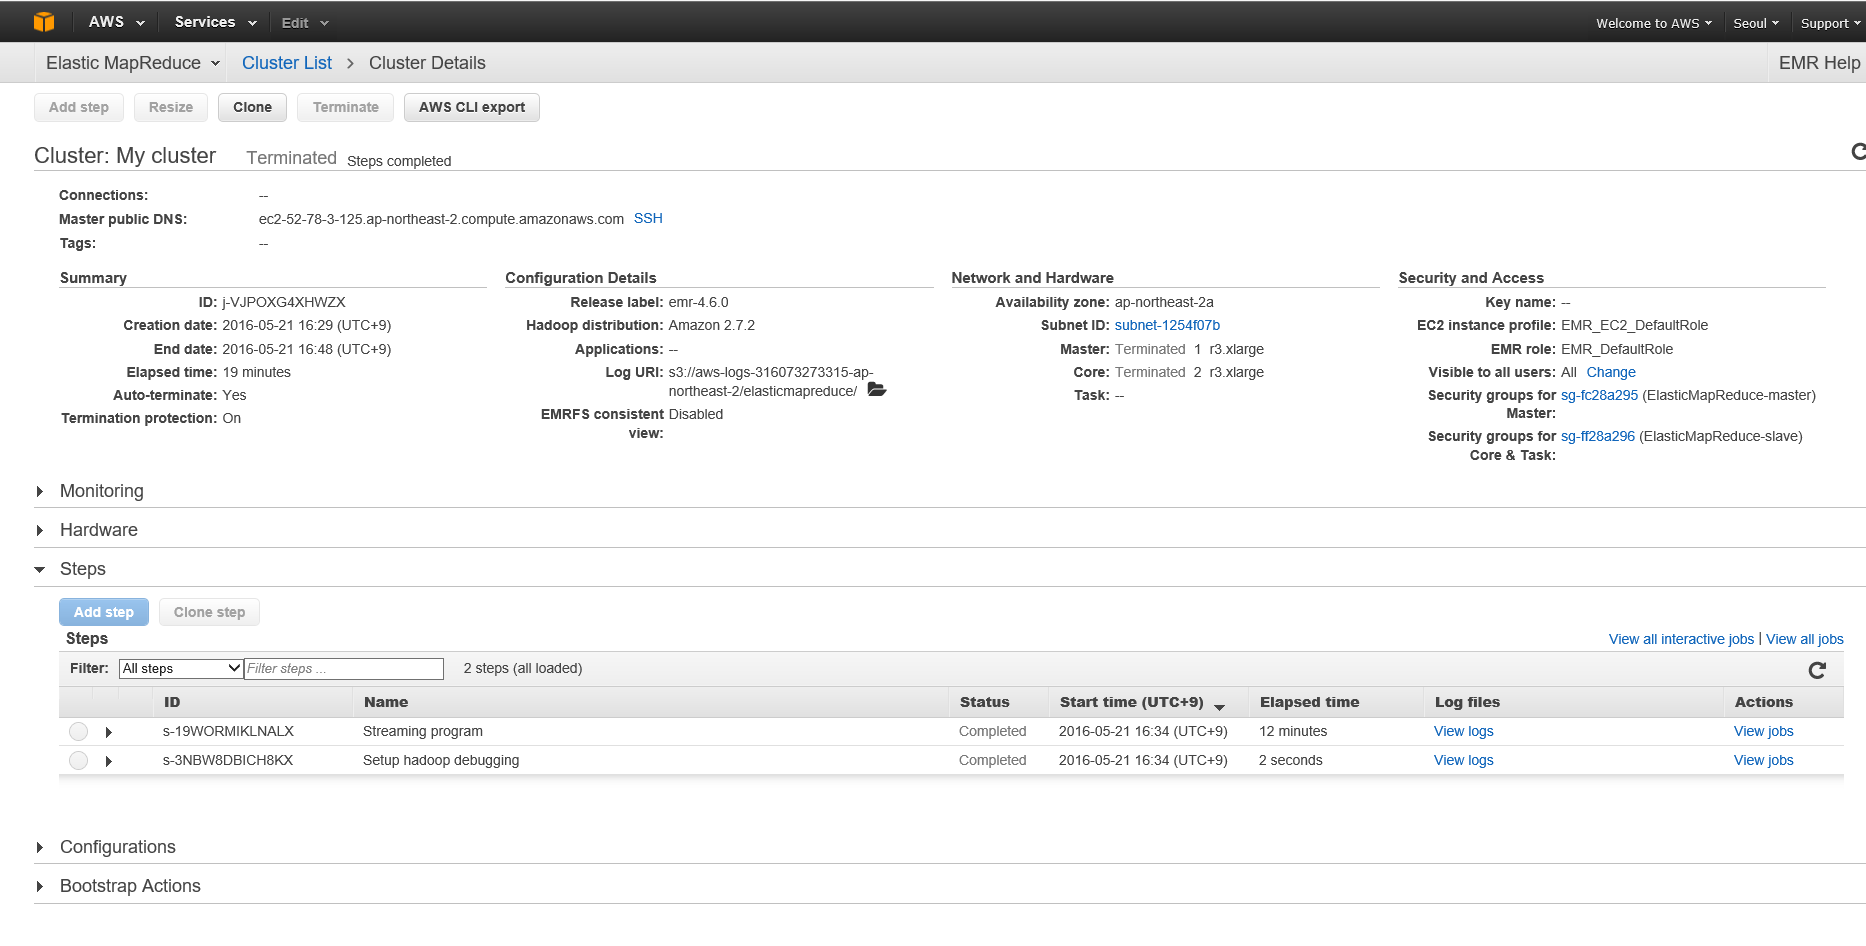 AWS Services Edit Welcome to AWS Seoul Support
Elastic MapReduce Cluster List > Cluster Details EMR Help
Add step Resize Clone Terminate AWS CLI export
Cluster: My cluster Terminated Steps completed
Connections: --
Master public DNS: ec2-52-78-3-125.ap-northeast-2.compute.amazonaws.com SSH
Tags: --
Summary
ID: j-VJPOXG4XHWZX
Creation date: 2016-05-21 16:29 (UTC+9)
End date: 2016-05-21 16:48 (UTC+9)
Elapsed time: 19 minutes
Auto-terminate: Yes
Termination protection: On
Configuration Details
Release label: emr-4.6.0
Hadoop distribution: Amazon 2.7.2
Applications: --
Log URI: s3://aws-logs-316073273315-ap-
northeast-2/elasticmapreduce/
EMRFS consistent Disabled
view:
Network and Hardware
Availability zone: ap-northeast-2a
Subnet ID: subnet-1254f07b
Master: Terminated 1 r3.xlarge
Core: Terminated 2 r3.xlarge
Task: --
Security and Access
Key name: --
EC2 instance profile: EMR_EC2_DefaultRole
EMR role: EMR_DefaultRole
Visible to all users: All Change
Security groups for sg-fc28a295 (ElasticMapReduce-master)
Master:
Security groups for sg-ff28a296 (ElasticMapReduce-slave)
Core & Task:
Monitoring
Hardware
Steps
Add step Clone step
Steps View all interactive jobs | View all jobs
Filter: All steps Filter steps ... 2 steps (all loaded)
ID Name Status Start time (UTC+9) Elapsed time Log files Actions
s-19WORMIKLNALX Streaming program Completed 2016-05-21 16:34 (UTC+9) 12 minutes View logs View jobs
s-3NBW8DBICH8KX Setup hadoop debugging Completed 2016-05-21 16:34 (UTC+9) 2 seconds View logs View jobs
Configurations
Bootstrap Actions